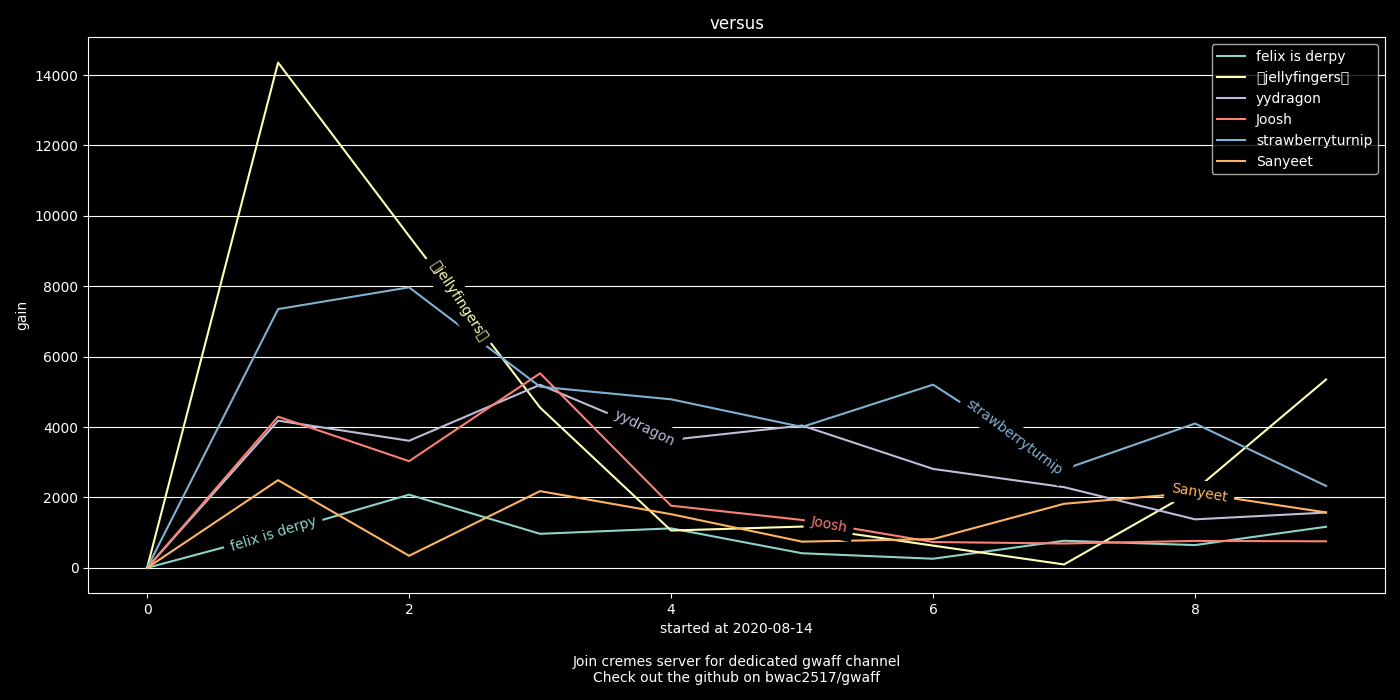 versus
14000
12000
10000
8000
6000
4000
2000
0
gain
felix is derpy
jellyfingers
yydragon
Joosh
strawberryturnip
Sanyeet
jellyfingers
yydragon
strawberryturnip
Sanyeet
Joosh
felix is derpy
0 2 4 6 8
started at 2020-08-14
Join cremes server for dedicated gwaff channel
Check out the github on bwac2517/gwaff